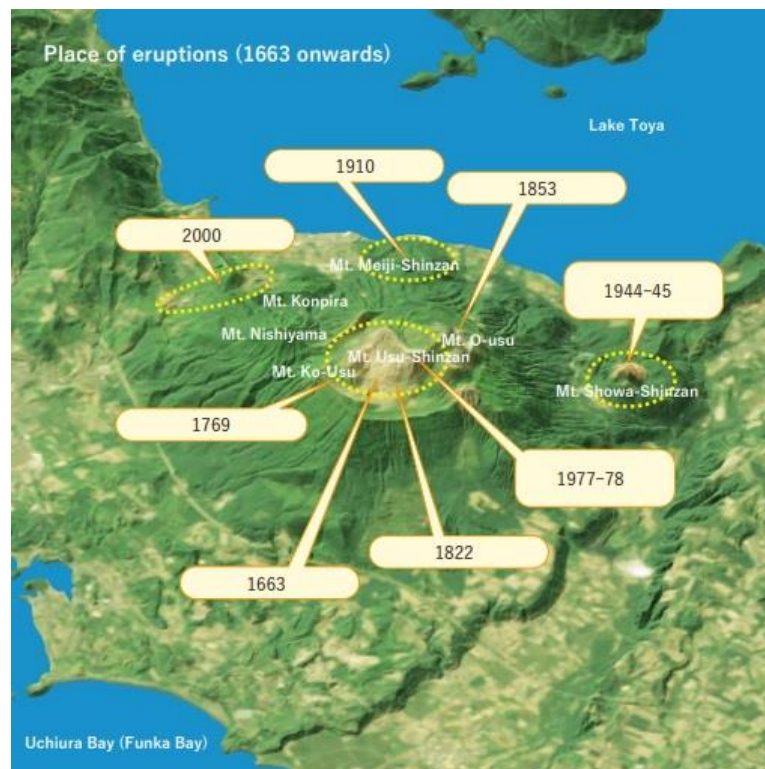 Place of eruptions (1663 onwards)
Lake Toya
1910
1853
2000
Mt. Meiji-Shinzan
1944-45
Mt. Konpira
Mt. Nishiyama
Mt. O-usu
Mt. Usu-Shinzan
Mt. Ko-Usu
Mt. Showa-Shinzan
1769
1977-78
1822
1663
Uchiura Bay (Funka Bay)